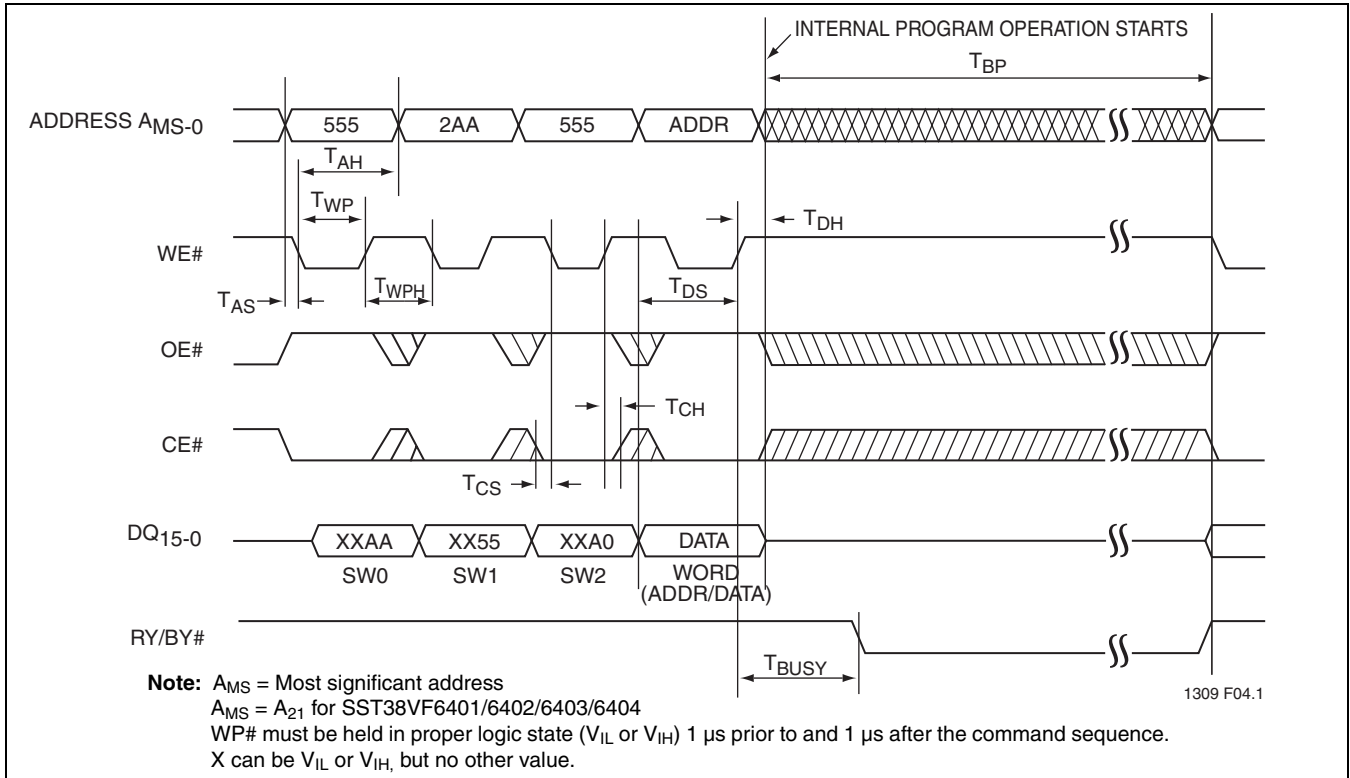 INTERNAL PROGRAM OPERATION STARTS
TBP
ADDRESS AMS-0
555
2AA
555
ADDR
TAH
TWP
TDH
WE#
TAS
TWPH
TDS
OE#
TCH
CE#
TCS
DQ15-0
XXAA
XX55
XXA0
DATA
SW0
SW1
SW2
WORD
(ADDR/DATA)
RY/BY#
TBUSY
1309 F04.1
Note: AMS = Most significant address
AMS = A21 for SST38VF6401/6402/6403/6404
WP# must be held in proper logic state (VIL or VIH) 1 µs prior to and 1 µs after the command sequence.
X can be VIL or VIH, but no other value.